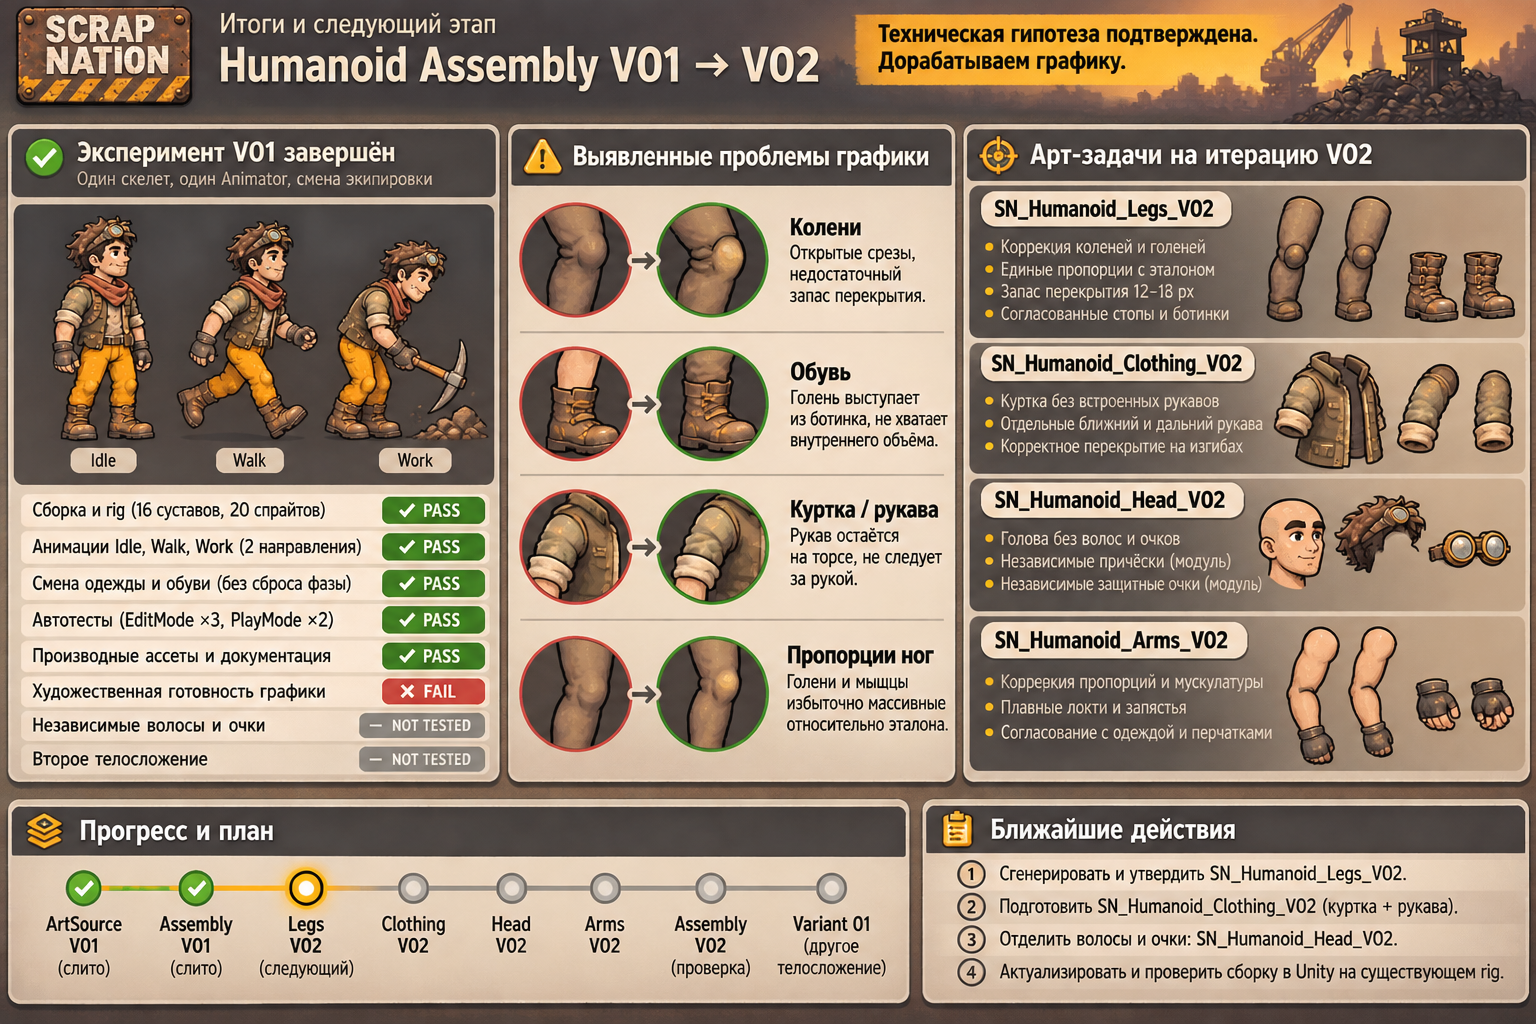 SCRAP
NATION
Итоги и следующий этап
Humanoid Assembly V01 → V02
Техническая гипотеза подтверждена.
Дорабатываем графику.
Эксперимент V01 завершён
Один скелет, один Animator, смена экипировки
Idle
Walk
Work
Сборка и rig (16 суставов, 20 спрайтов)
PASS
Анимации Idle, Walk, Work (2 направления)
PASS
Смена одежды и обуви (без сброса фазы)
PASS
Автотесты (EditMode ×3, PlayMode ×2)
PASS
Производные ассеты и документация
PASS
Художественная готовность графики
FAIL
Независимые волосы и очки
— NOT TESTED
Второе телосложение
— NOT TESTED
Выявленные проблемы графики
Колени
Открытые срезы,
недостаточный
запас перекрытия.
Обувь
Голень выступает
из ботинка, не хватает
внутреннего объёма.
Куртка / рукава
Рукав остаётся
на торсе, не следует
за рукой.
Пропорции ног
Голени и мышцы
избыточно массивные
относительно эталона.
Арт-задачи на итерацию V02
SN_Humanoid_Legs_V02
Коррекция коленей и голеней
Единые пропорции с эталоном
Запас перекрытия 12–18 px
Согласованные стопы и ботинки
SN_Humanoid_Clothing_V02
Куртка без встроенных рукавов
Отдельные ближний и дальний рукава
Корректное перекрытие на изгибах
SN_Humanoid_Head_V02
Голова без волос и очков
Независимые причёски (модуль)
Независимые защитные очки (модуль)
SN_Humanoid_Arms_V02
Коррекция пропорций и мускулатуры
Плавные локти и запястья
Согласование с одеждой и перчатками
Прогресс и план
ArtSource
V01
(слито)
Assembly
V01
(слито)
Legs
V02
(следующий)
Clothing
V02
Head
V02
Arms
V02
Assembly
V02
(проверка)
Variant 01
(другое
телосложение)
Ближайшие действия
1 Сгенерировать и утвердить SN_Humanoid_Legs_V02.
2 Подготовить SN_Humanoid_Clothing_V02 (куртка + рукава).
3 Отделить волосы и очки: SN_Humanoid_Head_V02.
4 Актуализировать и проверить сборку в Unity на существующем rig.